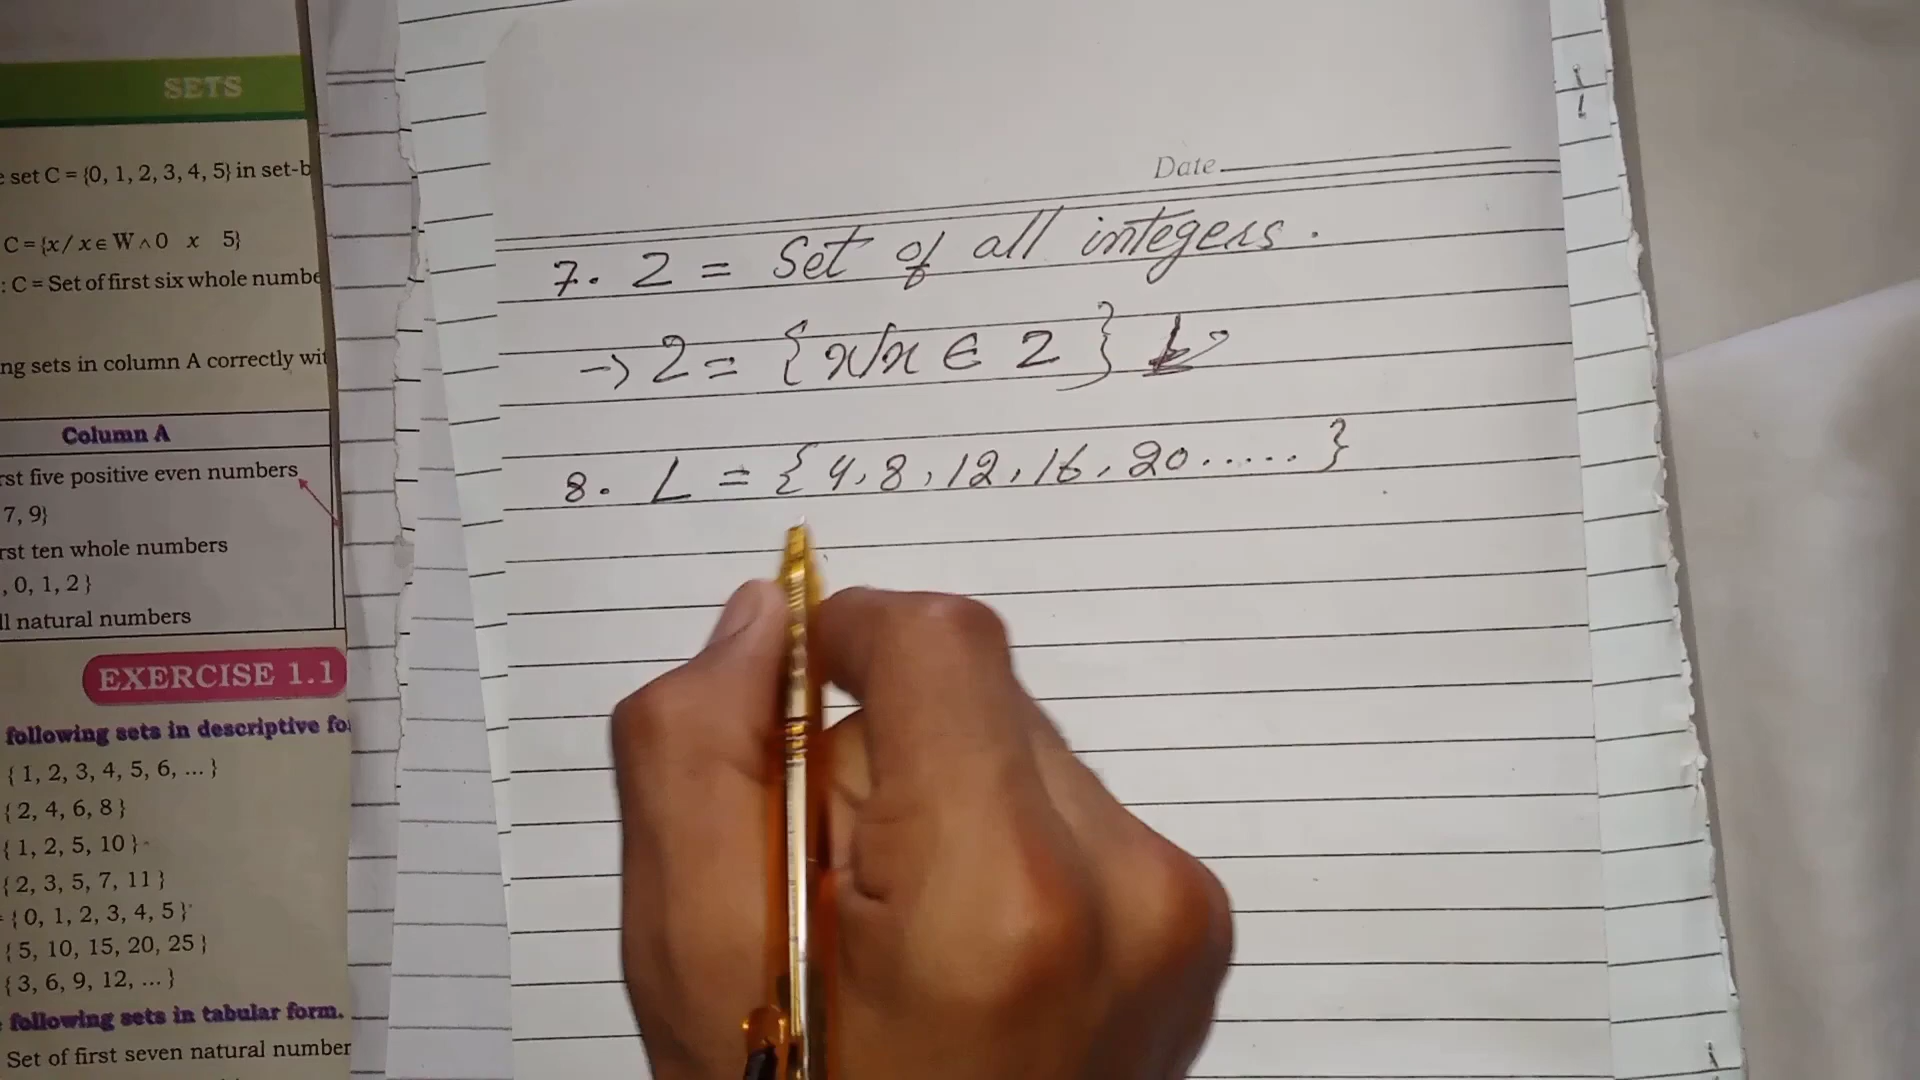 SETS
e set C = {0, 1, 2, 3, 4, 5} in set-b
C = {x / x ∈ W ∧ 0 x 5}
: C = Set of first six whole numbe
ng sets in column A correctly wit
Column A
rst five positive even numbers
7, 9}
rst ten whole numbers
, 0, 1, 2}
ll natural numbers
EXERCISE 1.1
following sets in descriptive fo
{ 1, 2, 3, 4, 5, 6, ... }
{ 2, 4, 6, 8 }
{ 1, 2, 5, 10 }
{ 2, 3, 5, 7, 11 }
= { 0, 1, 2, 3, 4, 5 }
{ 5, 10, 15, 20, 25 }
{ 3, 6, 9, 12, ... }
following sets in tabular form.
Set of first seven natural number
Date
7. Z = Set of all integers.
→ Z = {x/x ∈ Z}
8. L = {4, 8, 12, 16, 20.....}